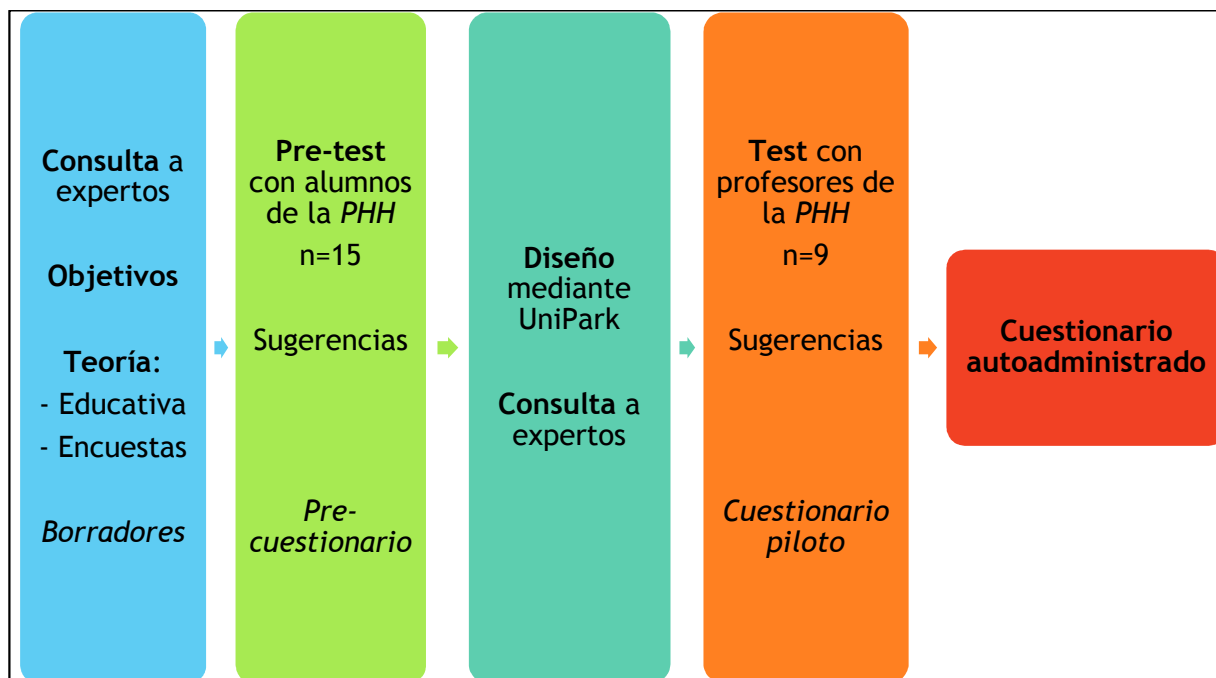 Consulta a
expertos
Objetivos
Teoría:
- Educativa
- Encuestas
Borradores
Pre-test
con alumnos
de la PHH
n=15
Sugerencias
Pre-
cuestionario
Diseño
mediante
UniPark
Consulta a
expertos
Test con
profesores de
la PHH
n=9
Sugerencias
Cuestionario
piloto
Cuestionario
autoadministrado